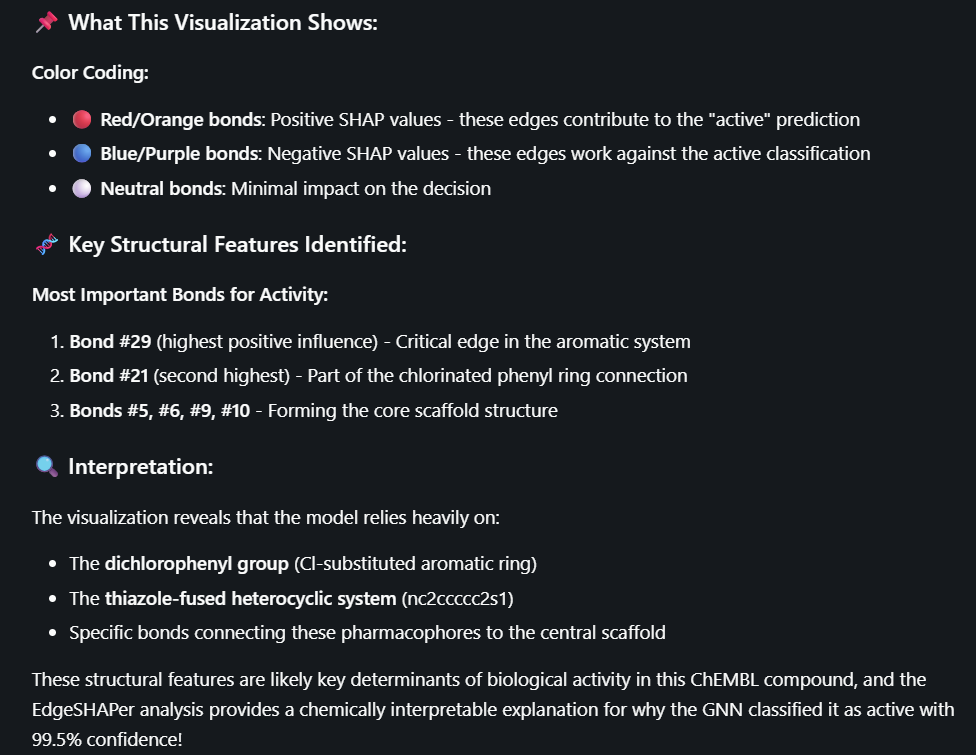 📌 What This Visualization Shows:
Color Coding:
• 🔴 Red/Orange bonds: Positive SHAP values - these edges contribute to the "active" prediction
• 🔵 Blue/Purple bonds: Negative SHAP values - these edges work against the active classification
• ⚪ Neutral bonds: Minimal impact on the decision
🧬 Key Structural Features Identified:
Most Important Bonds for Activity:
1. Bond #29 (highest positive influence) - Critical edge in the aromatic system
2. Bond #21 (second highest) - Part of the chlorinated phenyl ring connection
3. Bonds #5, #6, #9, #10 - Forming the core scaffold structure
🔍 Interpretation:
The visualization reveals that the model relies heavily on:
• The dichlorophenyl group (Cl-substituted aromatic ring)
• The thiazole-fused heterocyclic system (nc2ccccc2s1)
• Specific bonds connecting these pharmacophores to the central scaffold
These structural features are likely key determinants of biological activity in this ChEMBL compound, and the
EdgeSHAPer analysis provides a chemically interpretable explanation for why the GNN classified it as active with
99.5% confidence!